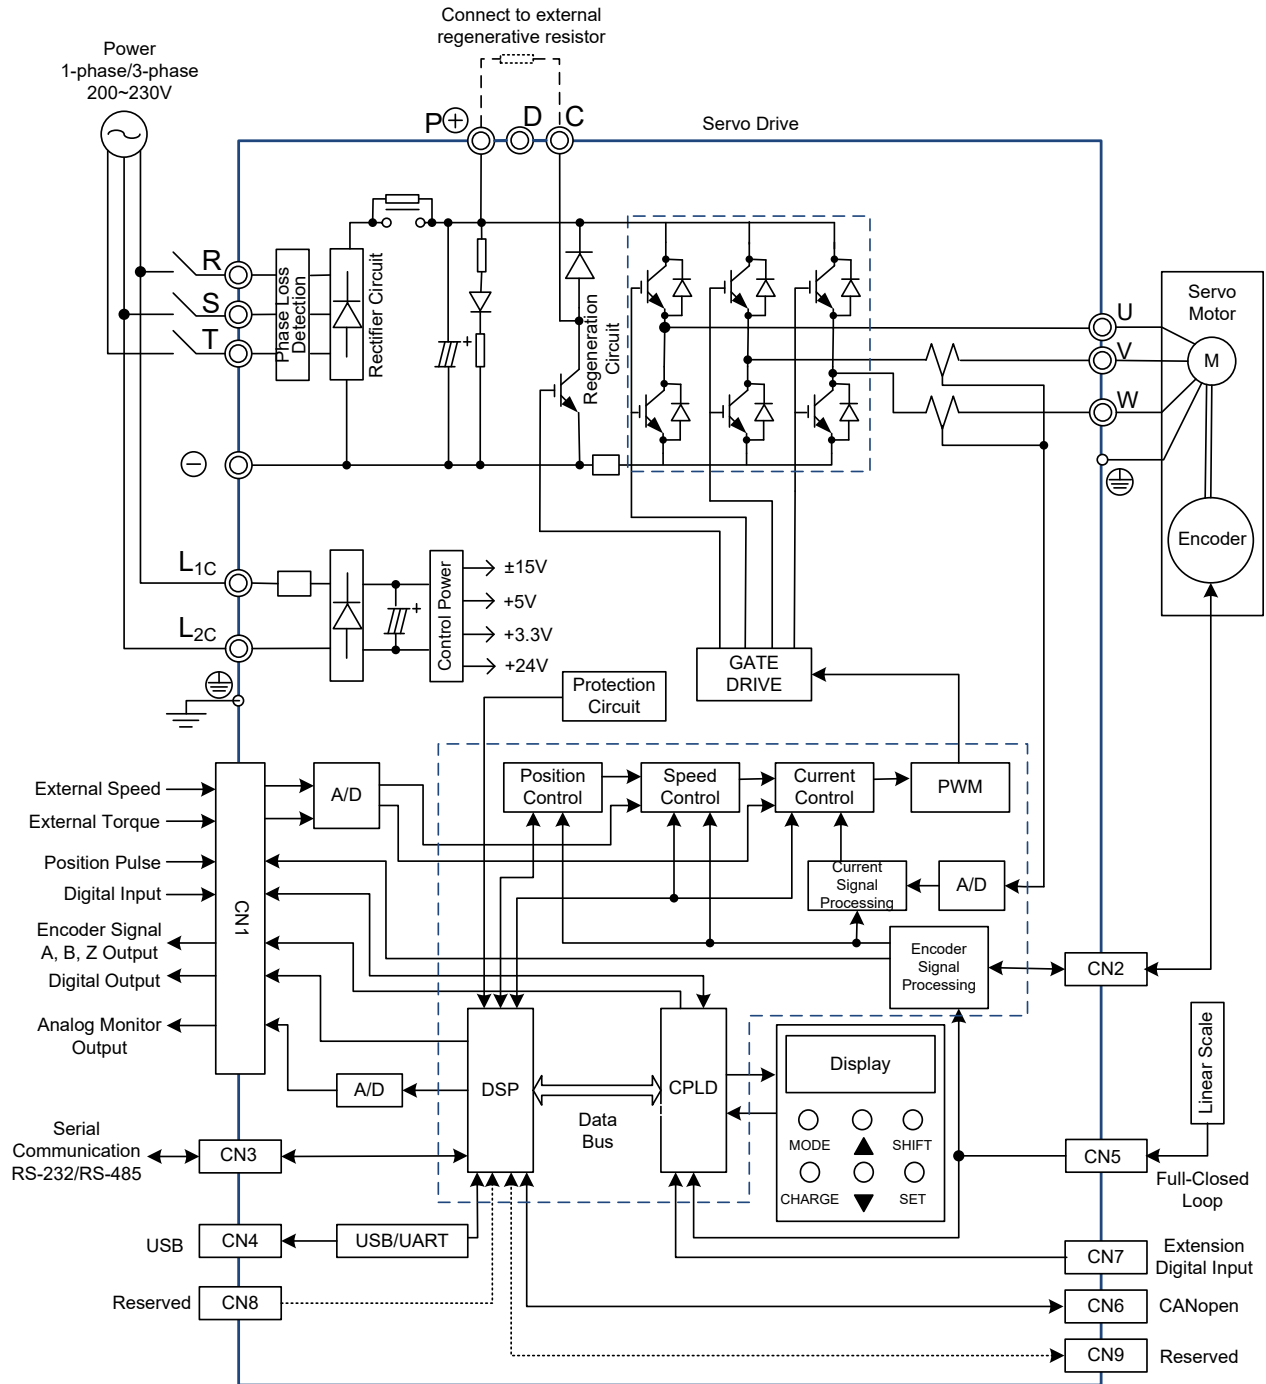 Connect to external
regenerative resistor
Power
1-phase/3-phase
200~230V
P
D
C
Servo Drive
R
S
T
Phase Loss
Detection
Rectifier Circuit
+
Regeneration
Circuit
U
V
W
Servo
Motor
M
Encoder
L1C
L2C
+
Control Power
±15V
+5V
+3.3V
+24V
GATE
DRIVE
Protection
Circuit
External Speed
External Torque
Position Pulse
Digital Input
Encoder Signal
A, B, Z Output
Digital Output
Analog Monitor
Output
CN1
A/D
Position
Control
Speed
Control
Current
Control
PWM
Current
Signal
Processing
A/D
Encoder
Signal
Processing
CN2
A/D
DSP
Data
Bus
CPLD
Display
MODE
SHIFT
CHARGE
SET
Linear Scale
Serial
Communication
RS-232/RS-485
CN3
CN5
Full-Closed
Loop
USB
CN4
USB/UART
CN7
Extension
Digital Input
Reserved
CN8
CN6
CANopen
CN9
Reserved